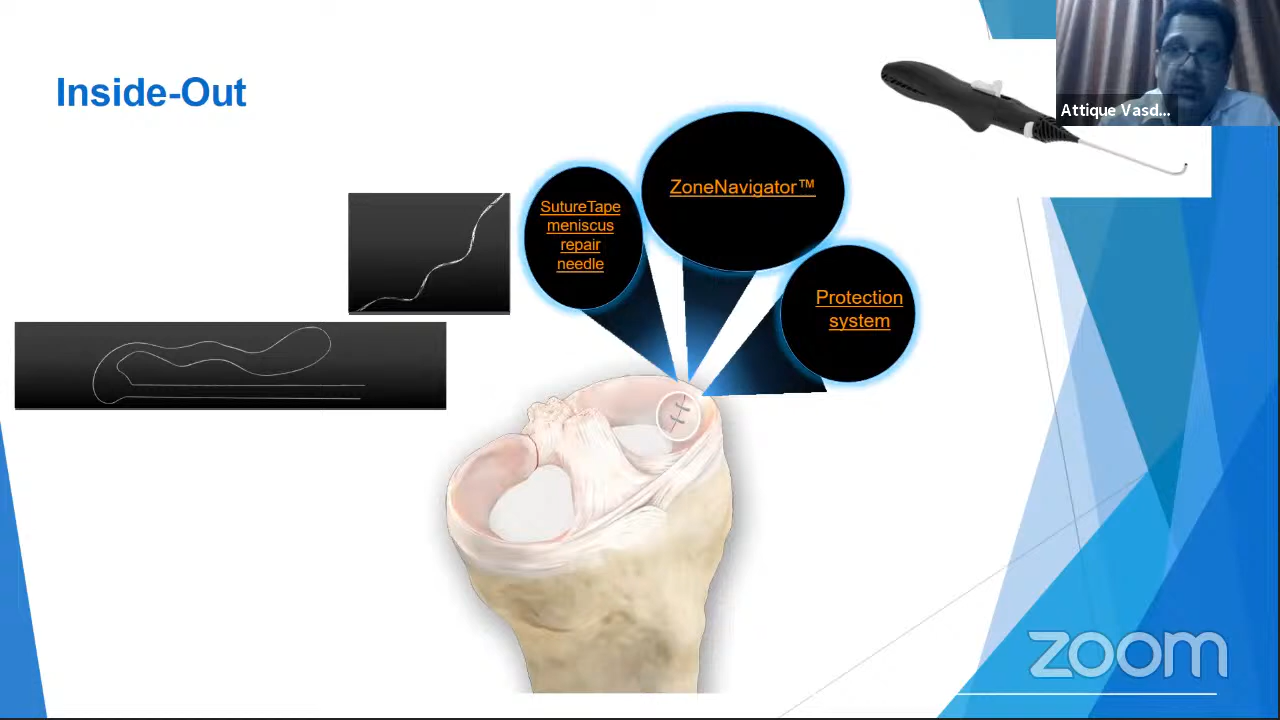 Inside-Out
Attique Vasd...
SutureTape
meniscus
repair
needle
ZoneNavigator™
Protection
system
zoom